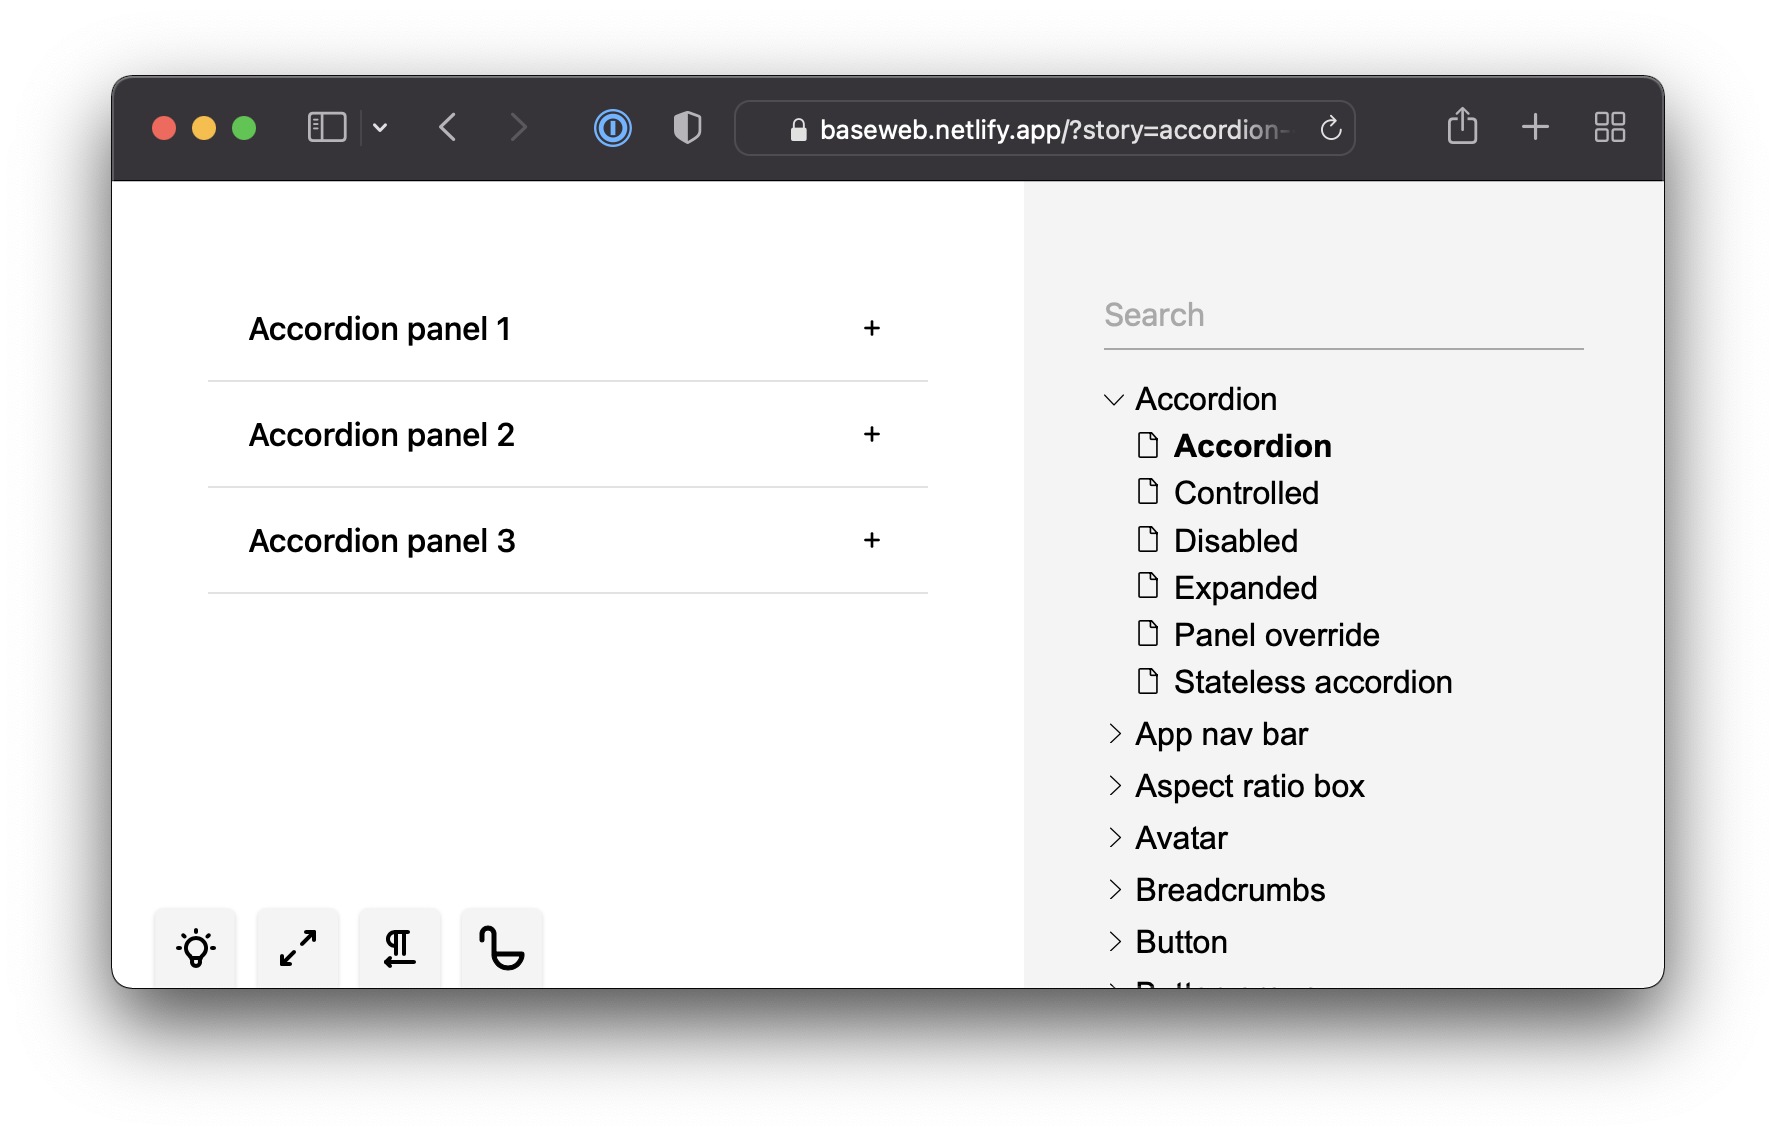 baseweb.netlify.app/?story=accordion-
Accordion panel 1
Accordion panel 2
Accordion panel 3
Search
Accordion
Accordion
Controlled
Disabled
Expanded
Panel override
Stateless accordion
App nav bar
Aspect ratio box
Avatar
Breadcrumbs
Button